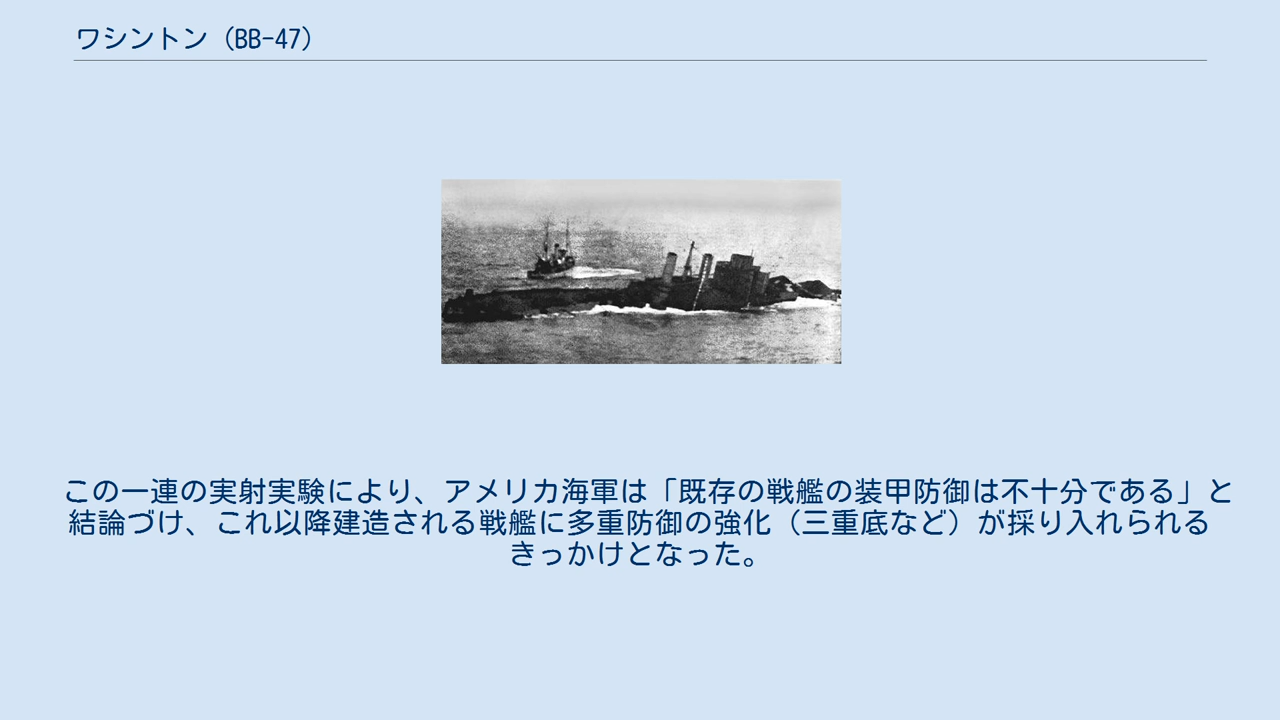 ワシントン（BB-47）
この一連の実射実験により、アメリカ海軍は「既存の戦艦の装甲防御は不十分である」と
結論づけ、これ以降建造される戦艦に多重防御の強化（三重底など）が採り入れられる
きっかけとなった。